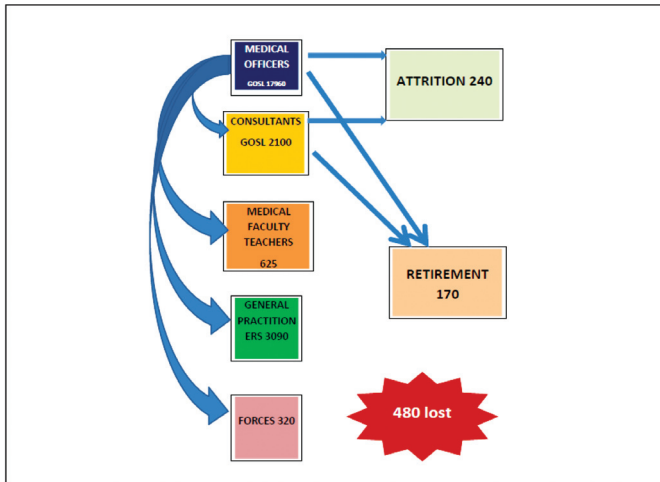 MEDICAL
OFFICERS
GOSL 17960
ATTRITION 240
CONSULTANTS
GOSL 2100
MEDICAL
FACULTY
TEACHERS
625
RETIREMENT
170
GENERAL
PRACTITION
ERS 3090
FORCES 320
480 lost